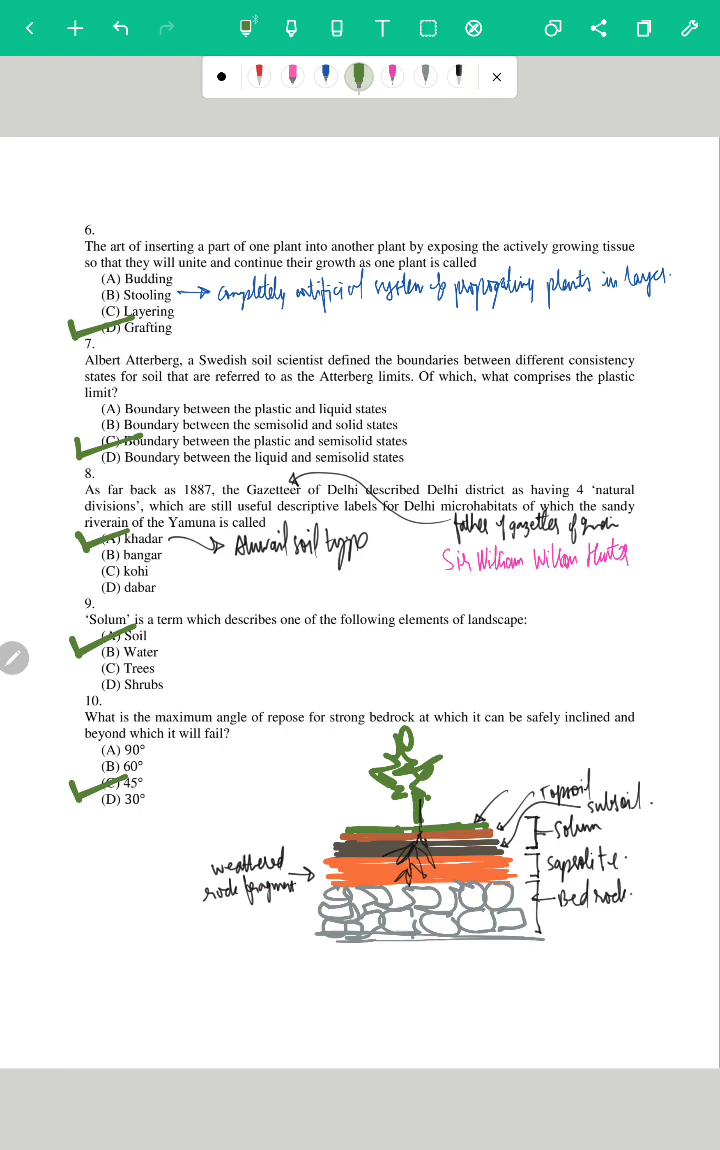 T
6.
The art of inserting a part of one plant into another plant by exposing the actively growing tissue
so that they will unite and continue their growth as one plant is called
(A) Budding
(B) Stooling → completely artificial system of propogating plants in layer.
(C) Layering
(D) Grafting
7.
Albert Atterberg, a Swedish soil scientist defined the boundaries between different consistency
states for soil that are referred to as the Atterberg limits. Of which, what comprises the plastic
limit?
(A) Boundary between the plastic and liquid states
(B) Boundary between the semisolid and solid states
(C) Boundary between the plastic and semisolid states
(D) Boundary between the liquid and semisolid states
8.
As far back as 1887, the Gazetteer of Delhi described Delhi district as having 4 ‘natural
divisions’, which are still useful descriptive labels for Delhi microhabitats of which the sandy
riverain of the Yamuna is called
father of gazetter of
Sir William Wilson Hunter
(A) khadar → soil type
(B) bangar
(C) kohi
(D) dabar
9.
‘Solum’ is a term which describes one of the following elements of landscape:
(A) Soil
(B) Water
(C) Trees
(D) Shrubs
10.
What is the maximum angle of repose for strong bedrock at which it can be safely inclined and
beyond which it will fail?
(A) 90°
(B) 60°
(C) 45°
(D) 30°
Topsoil
subsoil.
Solum
saprolite.
Bedrock.
weathered
rock fragment